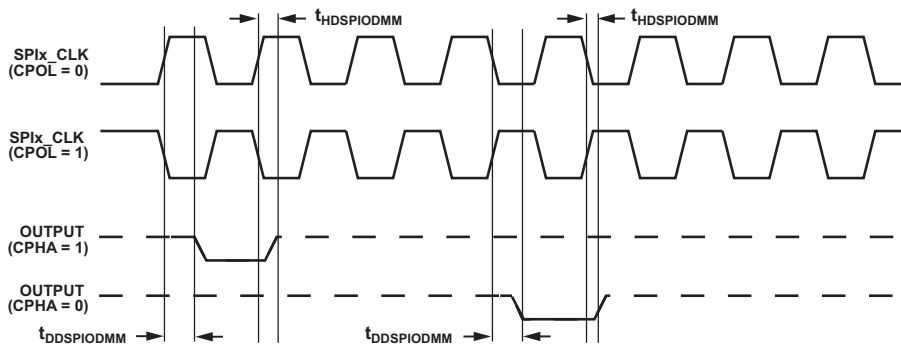 tHDSPIODMM
tHDSPIODMM
SPIx_CLK
(CPOL = 0)
SPIx_CLK
(CPOL = 1)
OUTPUT
(CPHA = 1)
OUTPUT
(CPHA = 0)
tDDSPIODMM
tDDSPIODMM